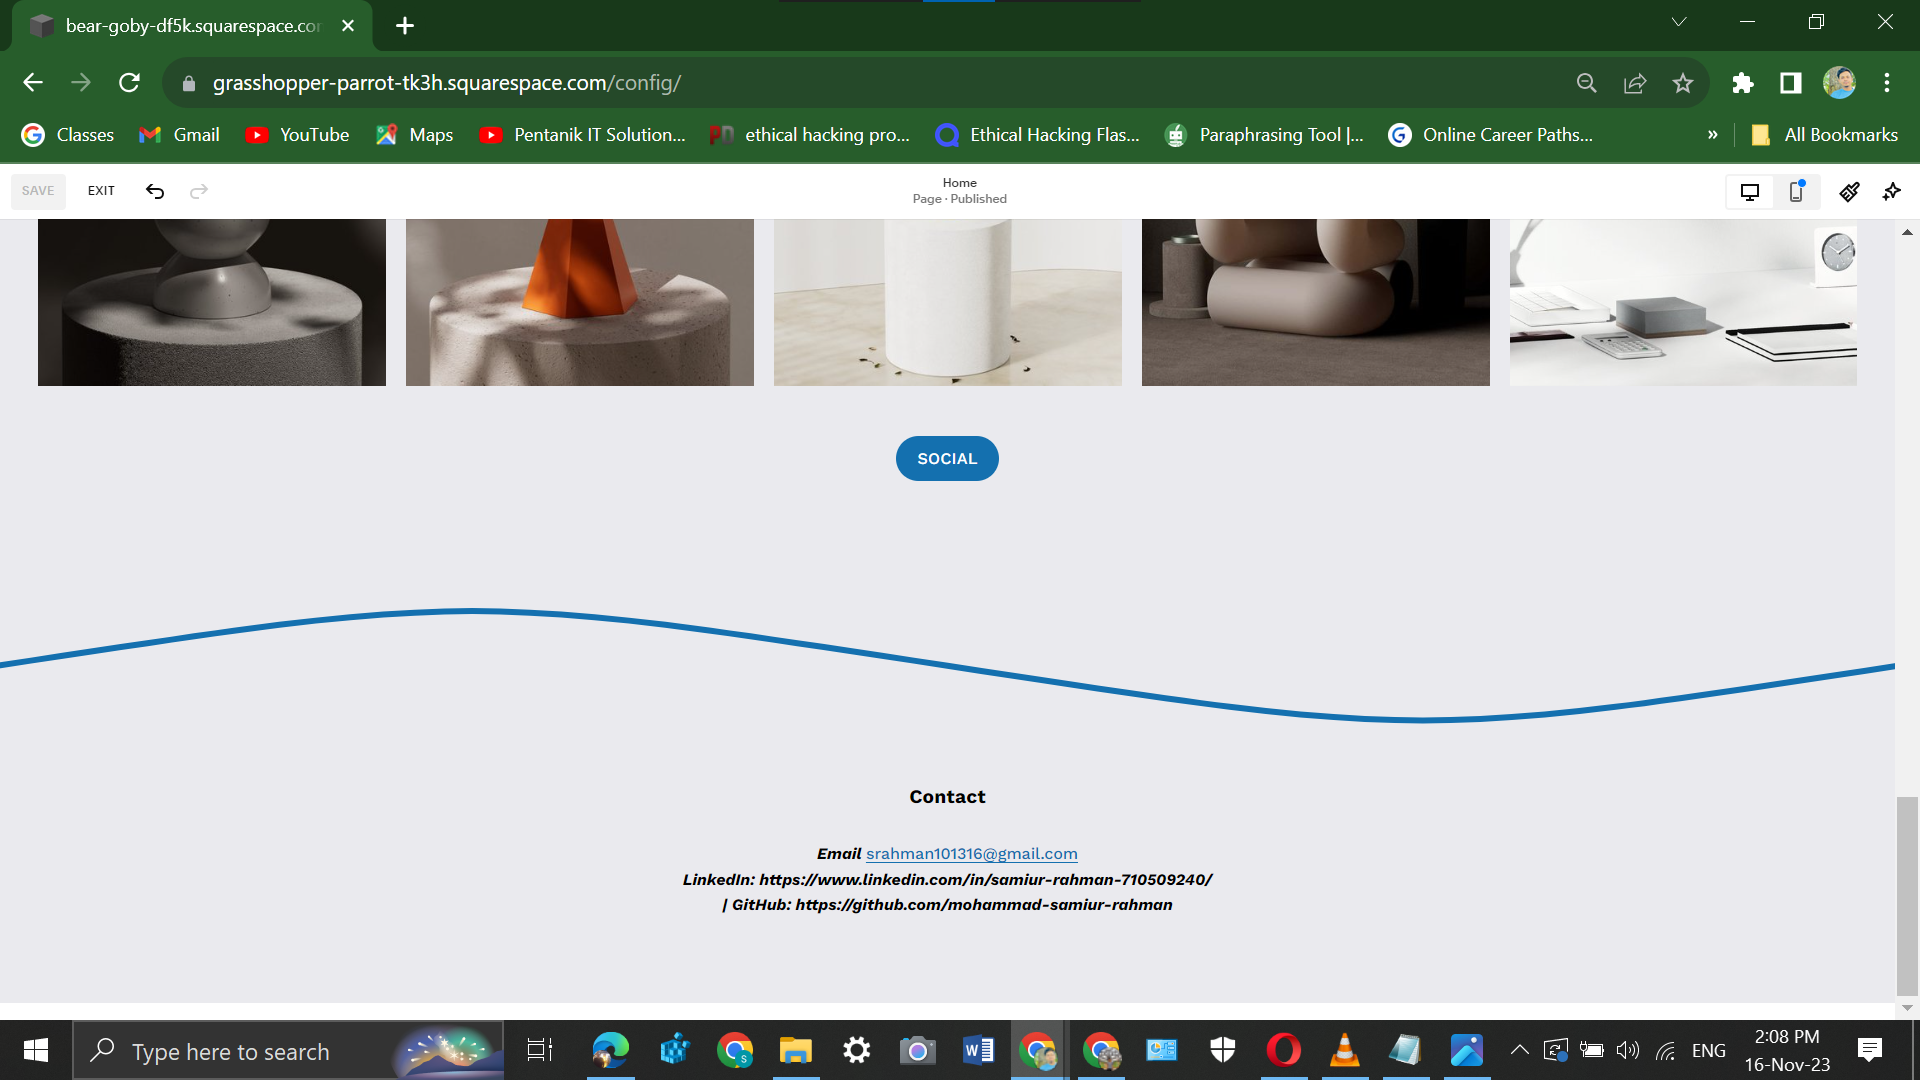 bear-goby-df5k.squarespace.co
grasshopper-parrot-tk3h.squarespace.com/config/
Classes Gmail YouTube Maps Pentanik IT Solution... ethical hacking pro... Ethical Hacking Flas... Paraphrasing Tool |... Online Career Paths... » All Bookmarks
SAVE EXIT
Home
Page · Published
SOCIAL
Contact
Email srahman101316@gmail.com
LinkedIn: https://www.linkedin.com/in/samiur-rahman-710509240/
| GitHub: https://github.com/mohammad-samiur-rahman
Type here to search
ENG
2:08 PM
16-Nov-23